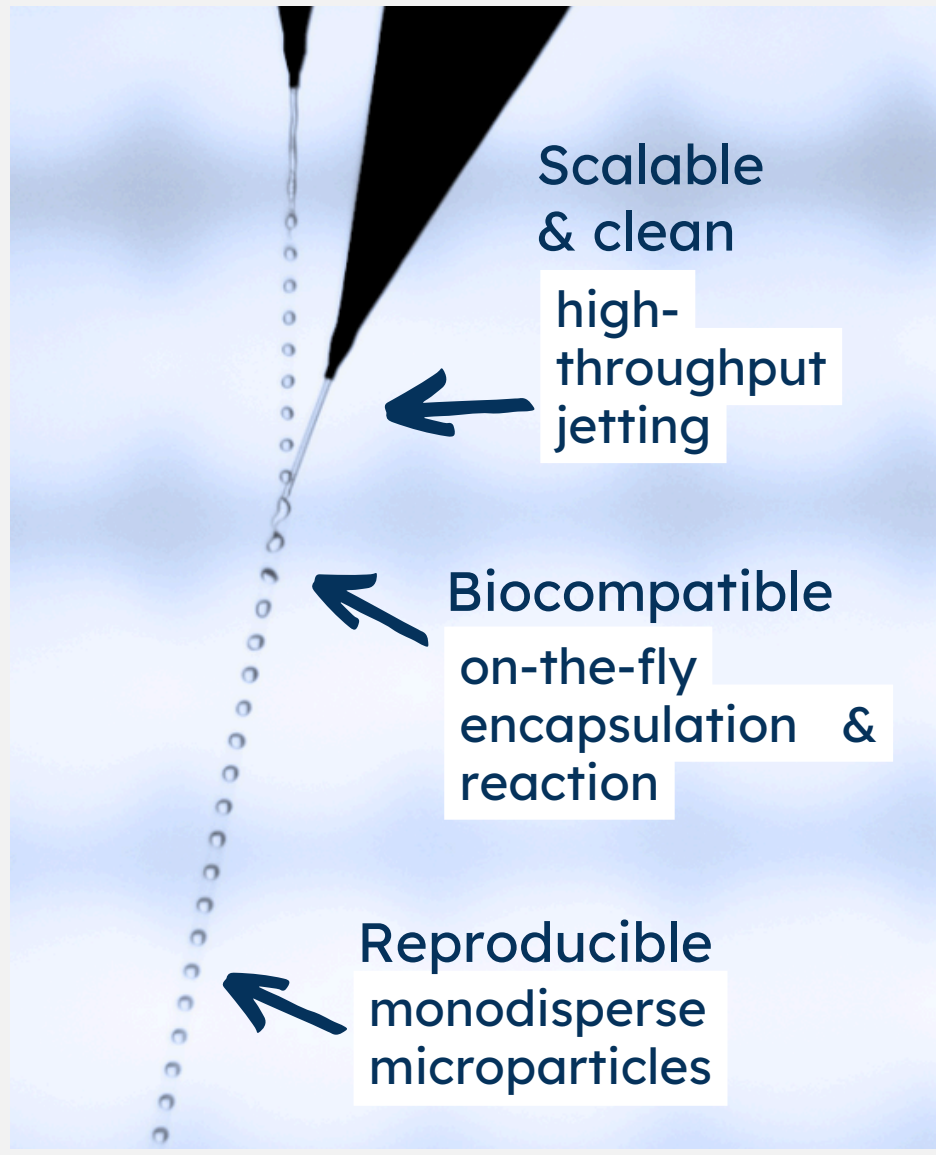 Scalable
& clean
high-
throughput
jetting
Biocompatible
on-the-fly
encapsulation &
reaction
Reproducible
monodisperse
microparticles